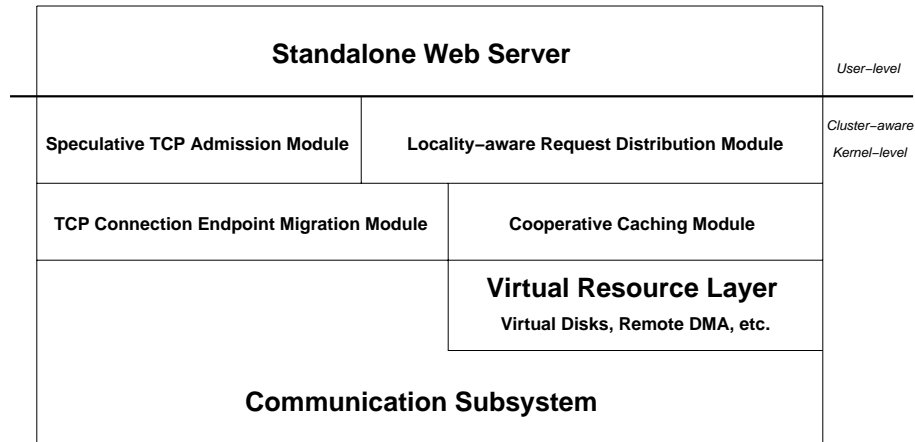 Standalone Web Server
User−level
Speculative TCP Admission Module
Locality−aware Request Distribution Module
Cluster−aware
Kernel−level
TCP Connection Endpoint Migration Module
Cooperative Caching Module
Virtual Resource Layer
Virtual Disks, Remote DMA, etc.
Communication Subsystem